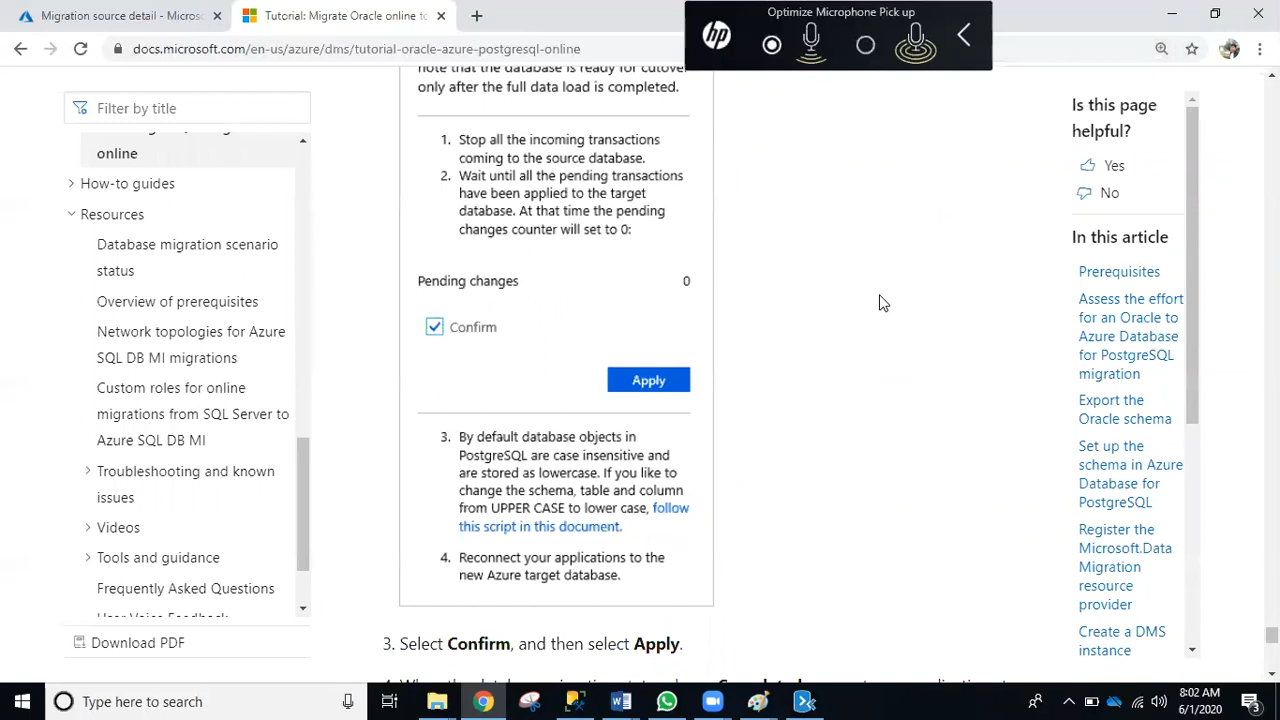 Migration source detail - Micros
Tutorial: Migrate Oracle online to
Optimize Microphone Pick up
hp
docs.microsoft.com/en-us/azure/dms/tutorial-oracle-azure-postgresql-online
Filter by title
online
How-to guides
Resources
Database migration scenario
status
Overview of prerequisites
Network topologies for Azure
SQL DB MI migrations
Custom roles for online
migrations from SQL Server to
Azure SQL DB MI
Troubleshooting and known
issues
Videos
Tools and guidance
Frequently Asked Questions
User Voice Feedback
Download PDF
note that the database is ready for cutover
only after the full data load is completed.
1. Stop all the incoming transactions
coming to the source database.
2. Wait until all the pending transactions
have been applied to the target
database. At that time the pending
changes counter will set to 0:
Pending changes 0
Confirm
Apply
3. By default database objects in
PostgreSQL are case insensitive and
are stored as lowercase. If you like to
change the schema, table and column
from UPPER CASE to lower case, follow
this script in this document.
4. Reconnect your applications to the
new Azure target database.
3. Select Confirm, and then select Apply.
Is this page
helpful?
Yes
No
In this article
Prerequisites
Assess the effort
for an Oracle to
Azure Database
for PostgreSQL
migration
Export the
Oracle schema
Set up the
schema in Azure
Database for
PostgreSQL
Register the
Microsoft.Data
Migration
resource
provider
Create a DMS
instance
Type here to search
8:02 AM
6/1/2020
3